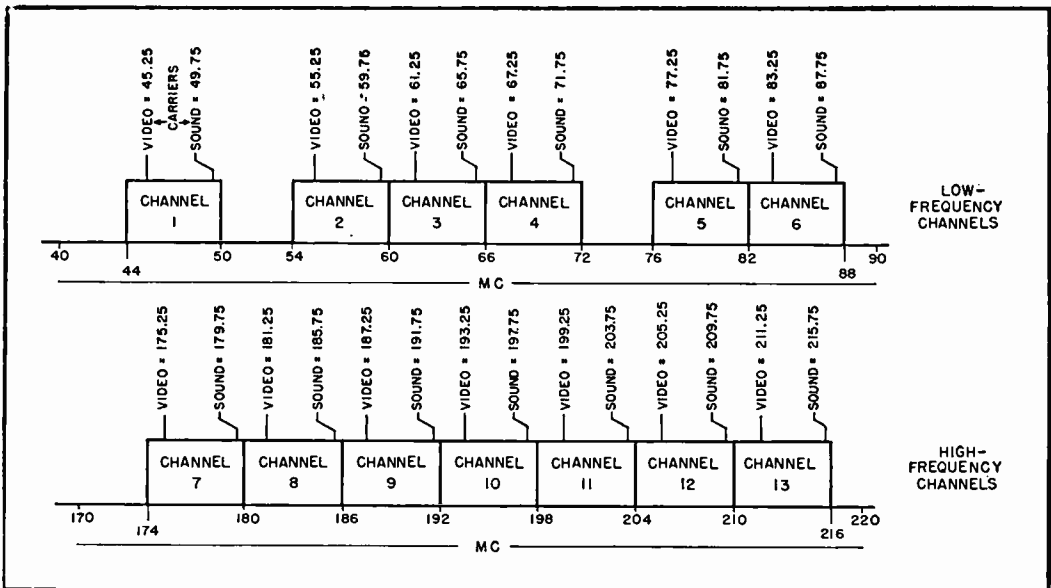 VIDEO = 45.25
CARRIERS
SOUND = 49.75
VIDEO = 55.25
SOUND - 59.76
VIDEO = 61.25
SOUND = 65.75
VIDEO = 67.25
SOUND = 71.75
VIDEO = 77.25
SOUND = 81.75
VIDEO = 83.25
SOUND = 87.75
CHANNEL
1
CHANNEL
2
CHANNEL
3
CHANNEL
4
CHANNEL
5
CHANNEL
6
LOW-
FREQUENCY
CHANNELS
40 44 50 54 60 66 72 76 82 88 90
MC
VIDEO = 175.25
SOUND = 179.75
VIDEO = 181.25
SOUND = 185.75
VIDEO = 187.25
SOUND = 191.75
VIDEO = 193.25
SOUND = 197.75
VIDEO = 199.25
SOUND = 203.75
VIDEO = 205.25
SOUND = 209.75
VIDEO = 211.25
SOUND = 215.75
CHANNEL
7
CHANNEL
8
CHANNEL
9
CHANNEL
10
CHANNEL
11
CHANNEL
12
CHANNEL
13
HIGH-
FREQUENCY
CHANNELS
170 174 180 186 192 198 204 210 216 220
MC